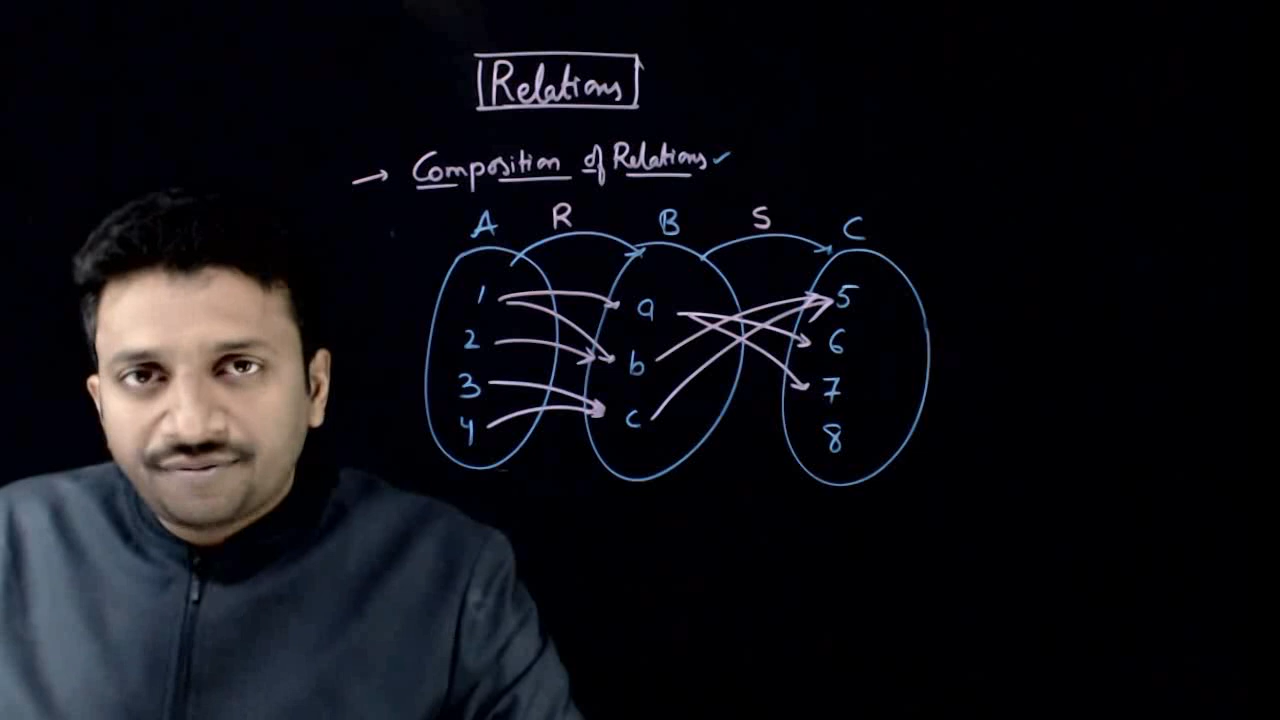 Relations
→ Composition of Relations ✓
A R B S C
1 a 5
2 b 6
3 c 7
4 8